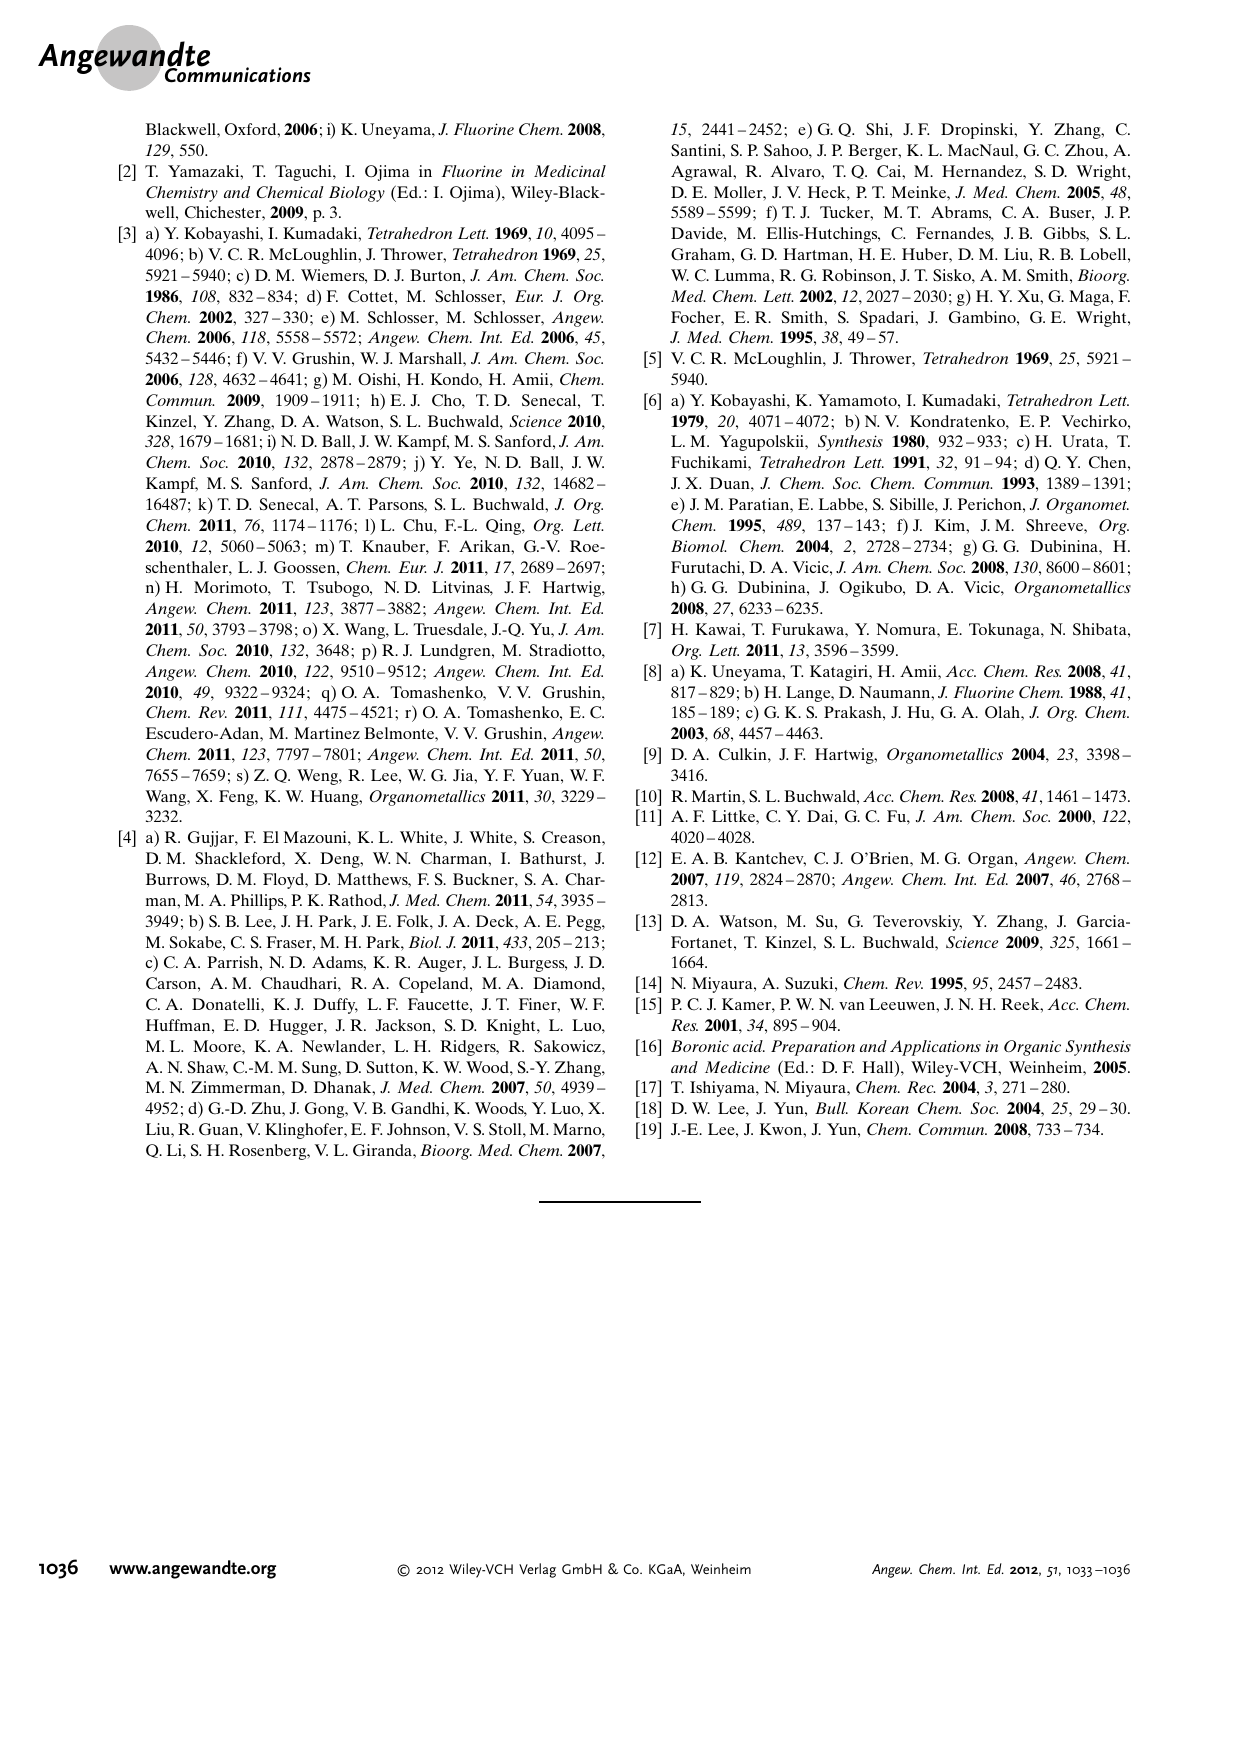 Angewandte
Communications
Blackwell, Oxford, 2006; i) K. Uneyama, J. Fluorine Chem. 2008,
129, 550.
[2] T. Yamazaki, T. Taguchi, I. Ojima in Fluorine in Medicinal
Chemistry and Chemical Biology (Ed.: I. Ojima), Wiley-Black-
well, Chichester, 2009, p. 3.
[3] a) Y. Kobayashi, I. Kumadaki, Tetrahedron Lett. 1969, 10, 4095–
4096; b) V. C. R. McLoughlin, J. Thrower, Tetrahedron 1969, 25,
5921–5940; c) D. M. Wiemers, D. J. Burton, J. Am. Chem. Soc.
1986, 108, 832–834; d) F. Cottet, M. Schlosser, Eur. J. Org.
Chem. 2002, 327–330; e) M. Schlosser, M. Schlosser, Angew.
Chem. 2006, 118, 5558–5572; Angew. Chem. Int. Ed. 2006, 45,
5432–5446; f) V. V. Grushin, W. J. Marshall, J. Am. Chem. Soc.
2006, 128, 4632–4641; g) M. Oishi, H. Kondo, H. Amii, Chem.
Commun. 2009, 1909–1911; h) E. J. Cho, T. D. Senecal, T.
Kinzel, Y. Zhang, D. A. Watson, S. L. Buchwald, Science 2010,
328, 1679–1681; i) N. D. Ball, J. W. Kampf, M. S. Sanford, J. Am.
Chem. Soc. 2010, 132, 2878–2879; j) Y. Ye, N. D. Ball, J. W.
Kampf, M. S. Sanford, J. Am. Chem. Soc. 2010, 132, 14682–
16487; k) T. D. Senecal, A. T. Parsons, S. L. Buchwald, J. Org.
Chem. 2011, 76, 1174–1176; l) L. Chu, F.-L. Qing, Org. Lett.
2010, 12, 5060–5063; m) T. Knauber, F. Arikan, G.-V. Roe-
schenthaler, L. J. Goossen, Chem. Eur. J. 2011, 17, 2689–2697;
n) H. Morimoto, T. Tsubogo, N. D. Litvinas, J. F. Hartwig,
Angew. Chem. 2011, 123, 3877–3882; Angew. Chem. Int. Ed.
2011, 50, 3793–3798; o) X. Wang, L. Truesdale, J.-Q. Yu, J. Am.
Chem. Soc. 2010, 132, 3648; p) R. J. Lundgren, M. Stradiotto,
Angew. Chem. 2010, 122, 9510–9512; Angew. Chem. Int. Ed.
2010, 49, 9322–9324; q) O. A. Tomashenko, V. V. Grushin,
Chem. Rev. 2011, 111, 4475–4521; r) O. A. Tomashenko, E. C.
Escudero-Adan, M. Martinez Belmonte, V. V. Grushin, Angew.
Chem. 2011, 123, 7797–7801; Angew. Chem. Int. Ed. 2011, 50,
7655–7659; s) Z. Q. Weng, R. Lee, W. G. Jia, Y. F. Yuan, W. F.
Wang, X. Feng, K. W. Huang, Organometallics 2011, 30, 3229–
3232.
[4] a) R. Gujjar, F. El Mazouni, K. L. White, J. White, S. Creason,
D. M. Shackleford, X. Deng, W. N. Charman, I. Bathurst, J.
Burrows, D. M. Floyd, D. Matthews, F. S. Buckner, S. A. Char-
man, M. A. Phillips, P. K. Rathod, J. Med. Chem. 2011, 54, 3935–
3949; b) S. B. Lee, J. H. Park, J. E. Folk, J. A. Deck, A. E. Pegg,
M. Sokabe, C. S. Fraser, M. H. Park, Biol. J. 2011, 433, 205–213;
c) C. A. Parrish, N. D. Adams, K. R. Auger, J. L. Burgess, J. D.
Carson, A. M. Chaudhari, R. A. Copeland, M. A. Diamond,
C. A. Donatelli, K. J. Duffy, L. F. Faucette, J. T. Finer, W. F.
Huffman, E. D. Hugger, J. R. Jackson, S. D. Knight, L. Luo,
M. L. Moore, K. A. Newlander, L. H. Ridgers, R. Sakowicz,
A. N. Shaw, C.-M. M. Sung, D. Sutton, K. W. Wood, S.-Y. Zhang,
M. N. Zimmerman, D. Dhanak, J. Med. Chem. 2007, 50, 4939–
4952; d) G.-D. Zhu, J. Gong, V. B. Gandhi, K. Woods, Y. Luo, X.
Liu, R. Guan, V. Klinghofer, E. F. Johnson, V. S. Stoll, M. Marno,
Q. Li, S. H. Rosenberg, V. L. Giranda, Bioorg. Med. Chem. 2007,
15, 2441–2452; e) G. Q. Shi, J. F. Dropinski, Y. Zhang, C.
Santini, S. P. Sahoo, J. P. Berger, K. L. MacNaul, G. C. Zhou, A.
Agrawal, R. Alvaro, T. Q. Cai, M. Hernandez, S. D. Wright,
D. E. Moller, J. V. Heck, P. T. Meinke, J. Med. Chem. 2005, 48,
5589–5599; f) T. J. Tucker, M. T. Abrams, C. A. Buser, J. P.
Davide, M. Ellis-Hutchings, C. Fernandes, J. B. Gibbs, S. L.
Graham, G. D. Hartman, H. E. Huber, D. M. Liu, R. B. Lobell,
W. C. Lumma, R. G. Robinson, J. T. Sisko, A. M. Smith, Bioorg.
Med. Chem. Lett. 2002, 12, 2027–2030; g) H. Y. Xu, G. Maga, F.
Focher, E. R. Smith, S. Spadari, J. Gambino, G. E. Wright,
J. Med. Chem. 1995, 38, 49–57.
[5] V. C. R. McLoughlin, J. Thrower, Tetrahedron 1969, 25, 5921–
5940.
[6] a) Y. Kobayashi, K. Yamamoto, I. Kumadaki, Tetrahedron Lett.
1979, 20, 4071–4072; b) N. V. Kondratenko, E. P. Vechirko,
L. M. Yagupolskii, Synthesis 1980, 932–933; c) H. Urata, T.
Fuchikami, Tetrahedron Lett. 1991, 32, 91–94; d) Q. Y. Chen,
J. X. Duan, J. Chem. Soc. Chem. Commun. 1993, 1389–1391;
e) J. M. Paratian, E. Labbe, S. Sibille, J. Perichon, J. Organomet.
Chem. 1995, 489, 137–143; f) J. Kim, J. M. Shreeve, Org.
Biomol. Chem. 2004, 2, 2728–2734; g) G. G. Dubinina, H.
Furutachi, D. A. Vicic, J. Am. Chem. Soc. 2008, 130, 8600–8601;
h) G. G. Dubinina, J. Ogikubo, D. A. Vicic, Organometallics
2008, 27, 6233–6235.
[7] H. Kawai, T. Furukawa, Y. Nomura, E. Tokunaga, N. Shibata,
Org. Lett. 2011, 13, 3596–3599.
[8] a) K. Uneyama, T. Katagiri, H. Amii, Acc. Chem. Res. 2008, 41,
817–829; b) H. Lange, D. Naumann, J. Fluorine Chem. 1988, 41,
185–189; c) G. K. S. Prakash, J. Hu, G. A. Olah, J. Org. Chem.
2003, 68, 4457–4463.
[9] D. A. Culkin, J. F. Hartwig, Organometallics 2004, 23, 3398–
3416.
[10] R. Martin, S. L. Buchwald, Acc. Chem. Res. 2008, 41, 1461–1473.
[11] A. F. Littke, C. Y. Dai, G. C. Fu, J. Am. Chem. Soc. 2000, 122,
4020–4028.
[12] E. A. B. Kantchev, C. J. O'Brien, M. G. Organ, Angew. Chem.
2007, 119, 2824–2870; Angew. Chem. Int. Ed. 2007, 46, 2768–
2813.
[13] D. A. Watson, M. Su, G. Teverovskiy, Y. Zhang, J. Garcia-
Fortanet, T. Kinzel, S. L. Buchwald, Science 2009, 325, 1661–
1664.
[14] N. Miyaura, A. Suzuki, Chem. Rev. 1995, 95, 2457–2483.
[15] P. C. J. Kamer, P. W. N. van Leeuwen, J. N. H. Reek, Acc. Chem.
Res. 2001, 34, 895–904.
[16] Boronic acid. Preparation and Applications in Organic Synthesis
and Medicine (Ed.: D. F. Hall), Wiley-VCH, Weinheim, 2005.
[17] T. Ishiyama, N. Miyaura, Chem. Rec. 2004, 3, 271–280.
[18] D. W. Lee, J. Yun, Bull. Korean Chem. Soc. 2004, 25, 29–30.
[19] J.-E. Lee, J. Kwon, J. Yun, Chem. Commun. 2008, 733–734.
1036 www.angewandte.org © 2012 Wiley-VCH Verlag GmbH & Co. KGaA, Weinheim Angew. Chem. Int. Ed. 2012, 51, 1033–1036